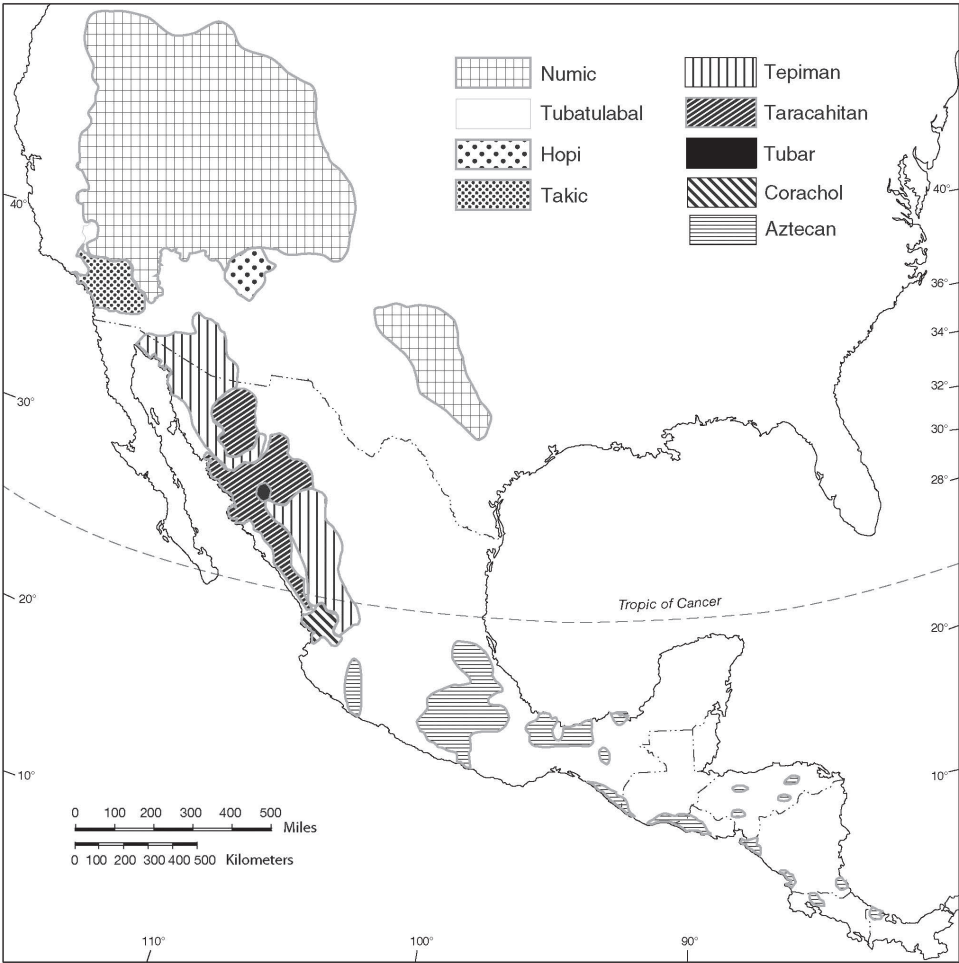 Numic
Tubatulabal
Hopi
Takic
Tepiman
Taracahitan
Tubar
Corachol
Aztecan
40°
40°
36°
34°
32°
30°
30°
28°
Tropic of Cancer
20°
20°
10°
10°
0 100 200 300 400 500 Miles
0 100 200 300 400 500 Kilometers
110°
100°
90°